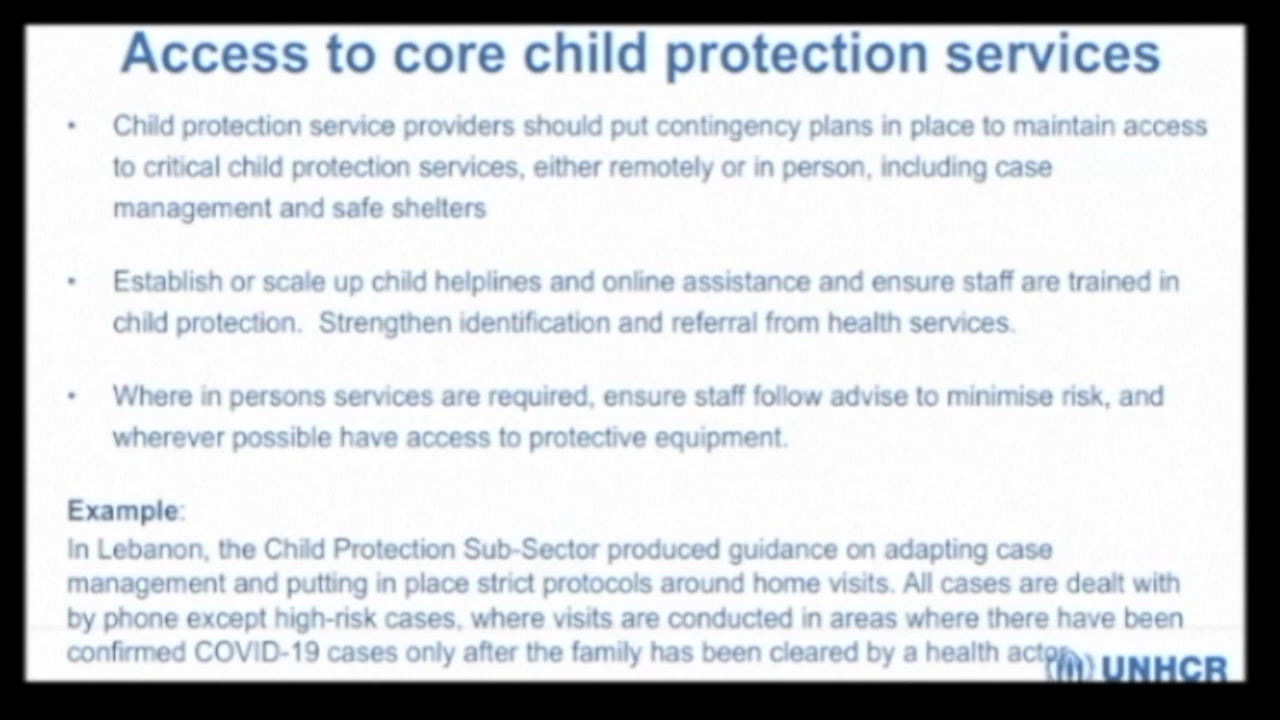 Access to core child protection services
• Child protection service providers should put contingency plans in place to maintain access
to critical child protection services, either remotely or in person, including case
management and safe shelters
• Establish or scale up child helplines and online assistance and ensure staff are trained in
child protection.  Strengthen identification and referral from health services.
• Where in persons services are required, ensure staff follow advise to minimise risk, and
wherever possible have access to protective equipment.
Example:
In Lebanon, the Child Protection Sub-Sector produced guidance on adapting case
management and putting in place strict protocols around home visits. All cases are dealt with
by phone except high-risk cases, where visits are conducted in areas where there have been
confirmed COVID-19 cases only after the family has been cleared by a health actor
UNHCR